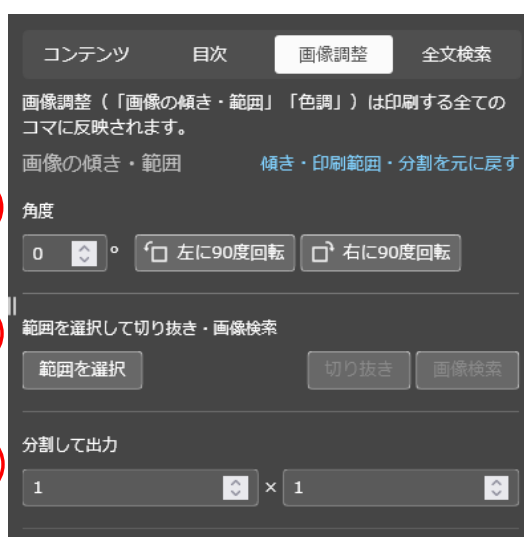 コンテンツ 目次 画像調整 全文検索
画像調整(「画像の傾き・範囲」「色調」)は印刷する全ての
コマに反映されます。
画像の傾き・範囲 傾き・印刷範囲・分割を元に戻す
角度
0 ° 左に90度回転 右に90度回転
範囲を選択して切り抜き・画像検索
範囲を選択 切り抜き 画像検索
分割して出力
1 × 1